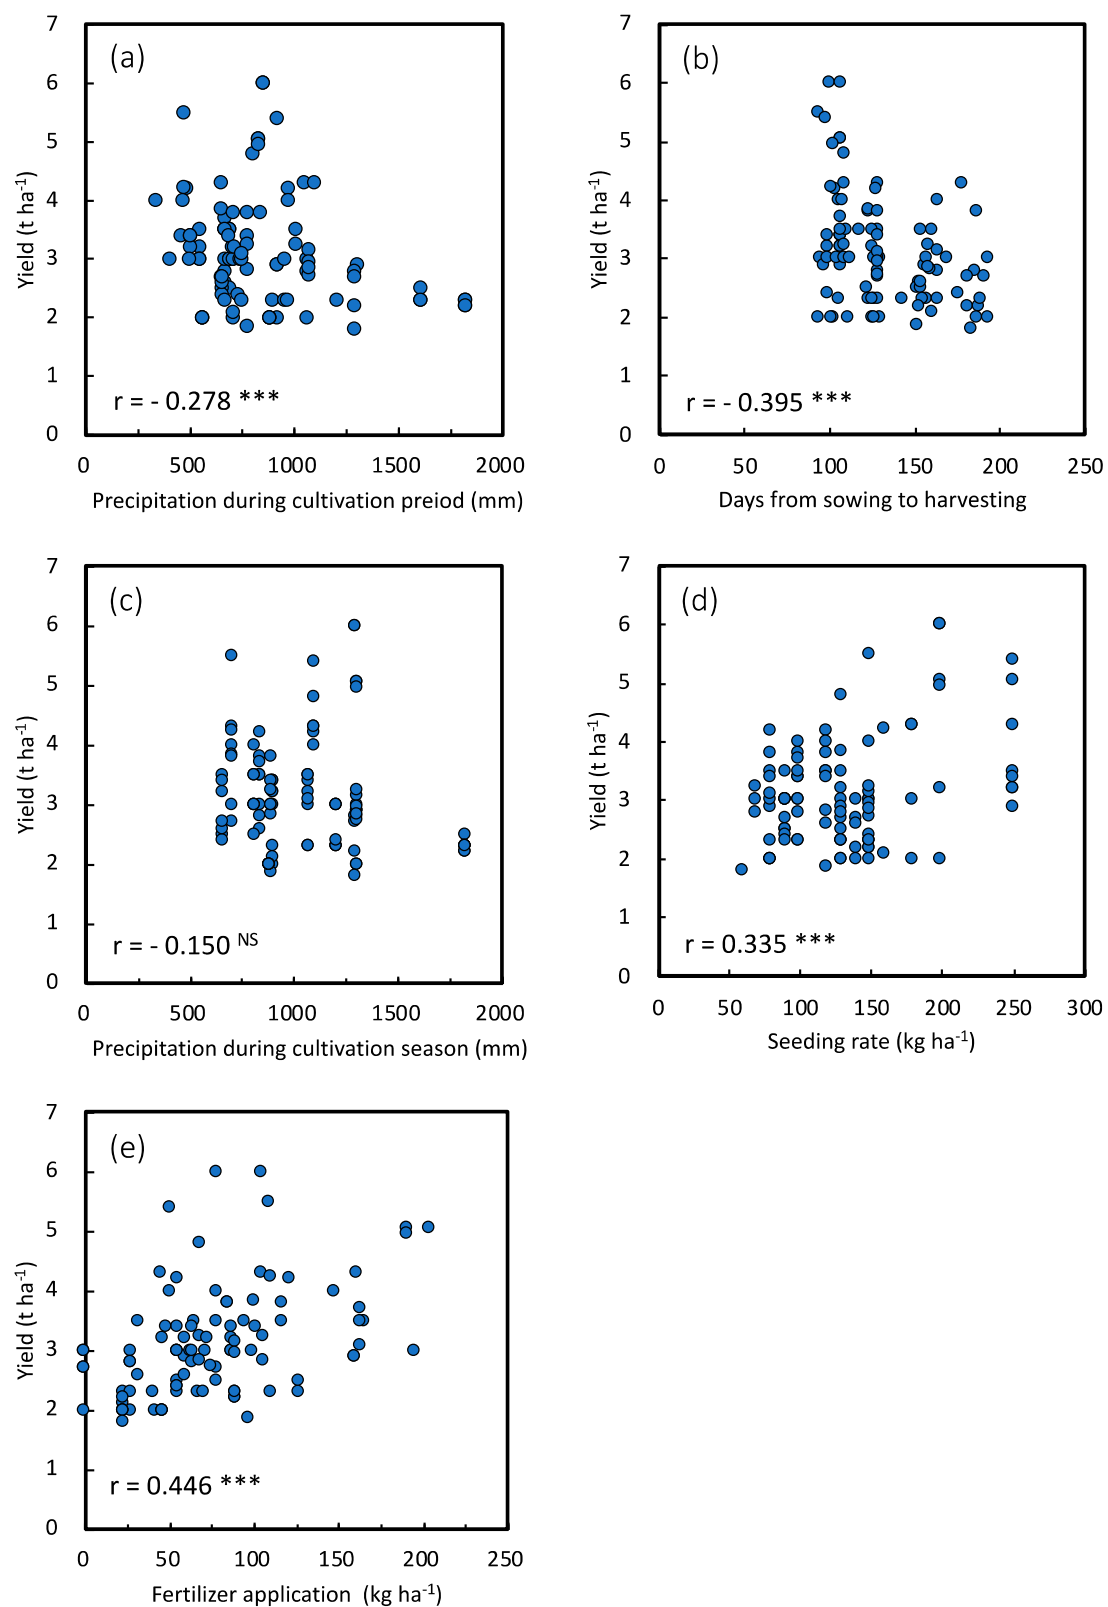 (a)
7
6
5
4
3
2
1
0
Yield (t ha-1)
r = - 0.278 ***
0 500 1000 1500 2000
Precipitation during cultivation preiod (mm)
(b)
7
6
5
4
3
2
1
0
Yield (t ha-1)
r = - 0.395 ***
0 50 100 150 200 250
Days from sowing to harvesting
(c)
7
6
5
4
3
2
1
0
Yield (t ha-1)
r = - 0.150 NS
0 500 1000 1500 2000
Precipitation during cultivation season (mm)
(d)
7
6
5
4
3
2
1
0
Yield (t ha-1)
r = 0.335 ***
0 50 100 150 200 250 300
Seeding rate (kg ha-1)
(e)
7
6
5
4
3
2
1
0
Yield (t ha-1)
r = 0.446 ***
0 50 100 150 200 250
Fertilizer application (kg ha-1)